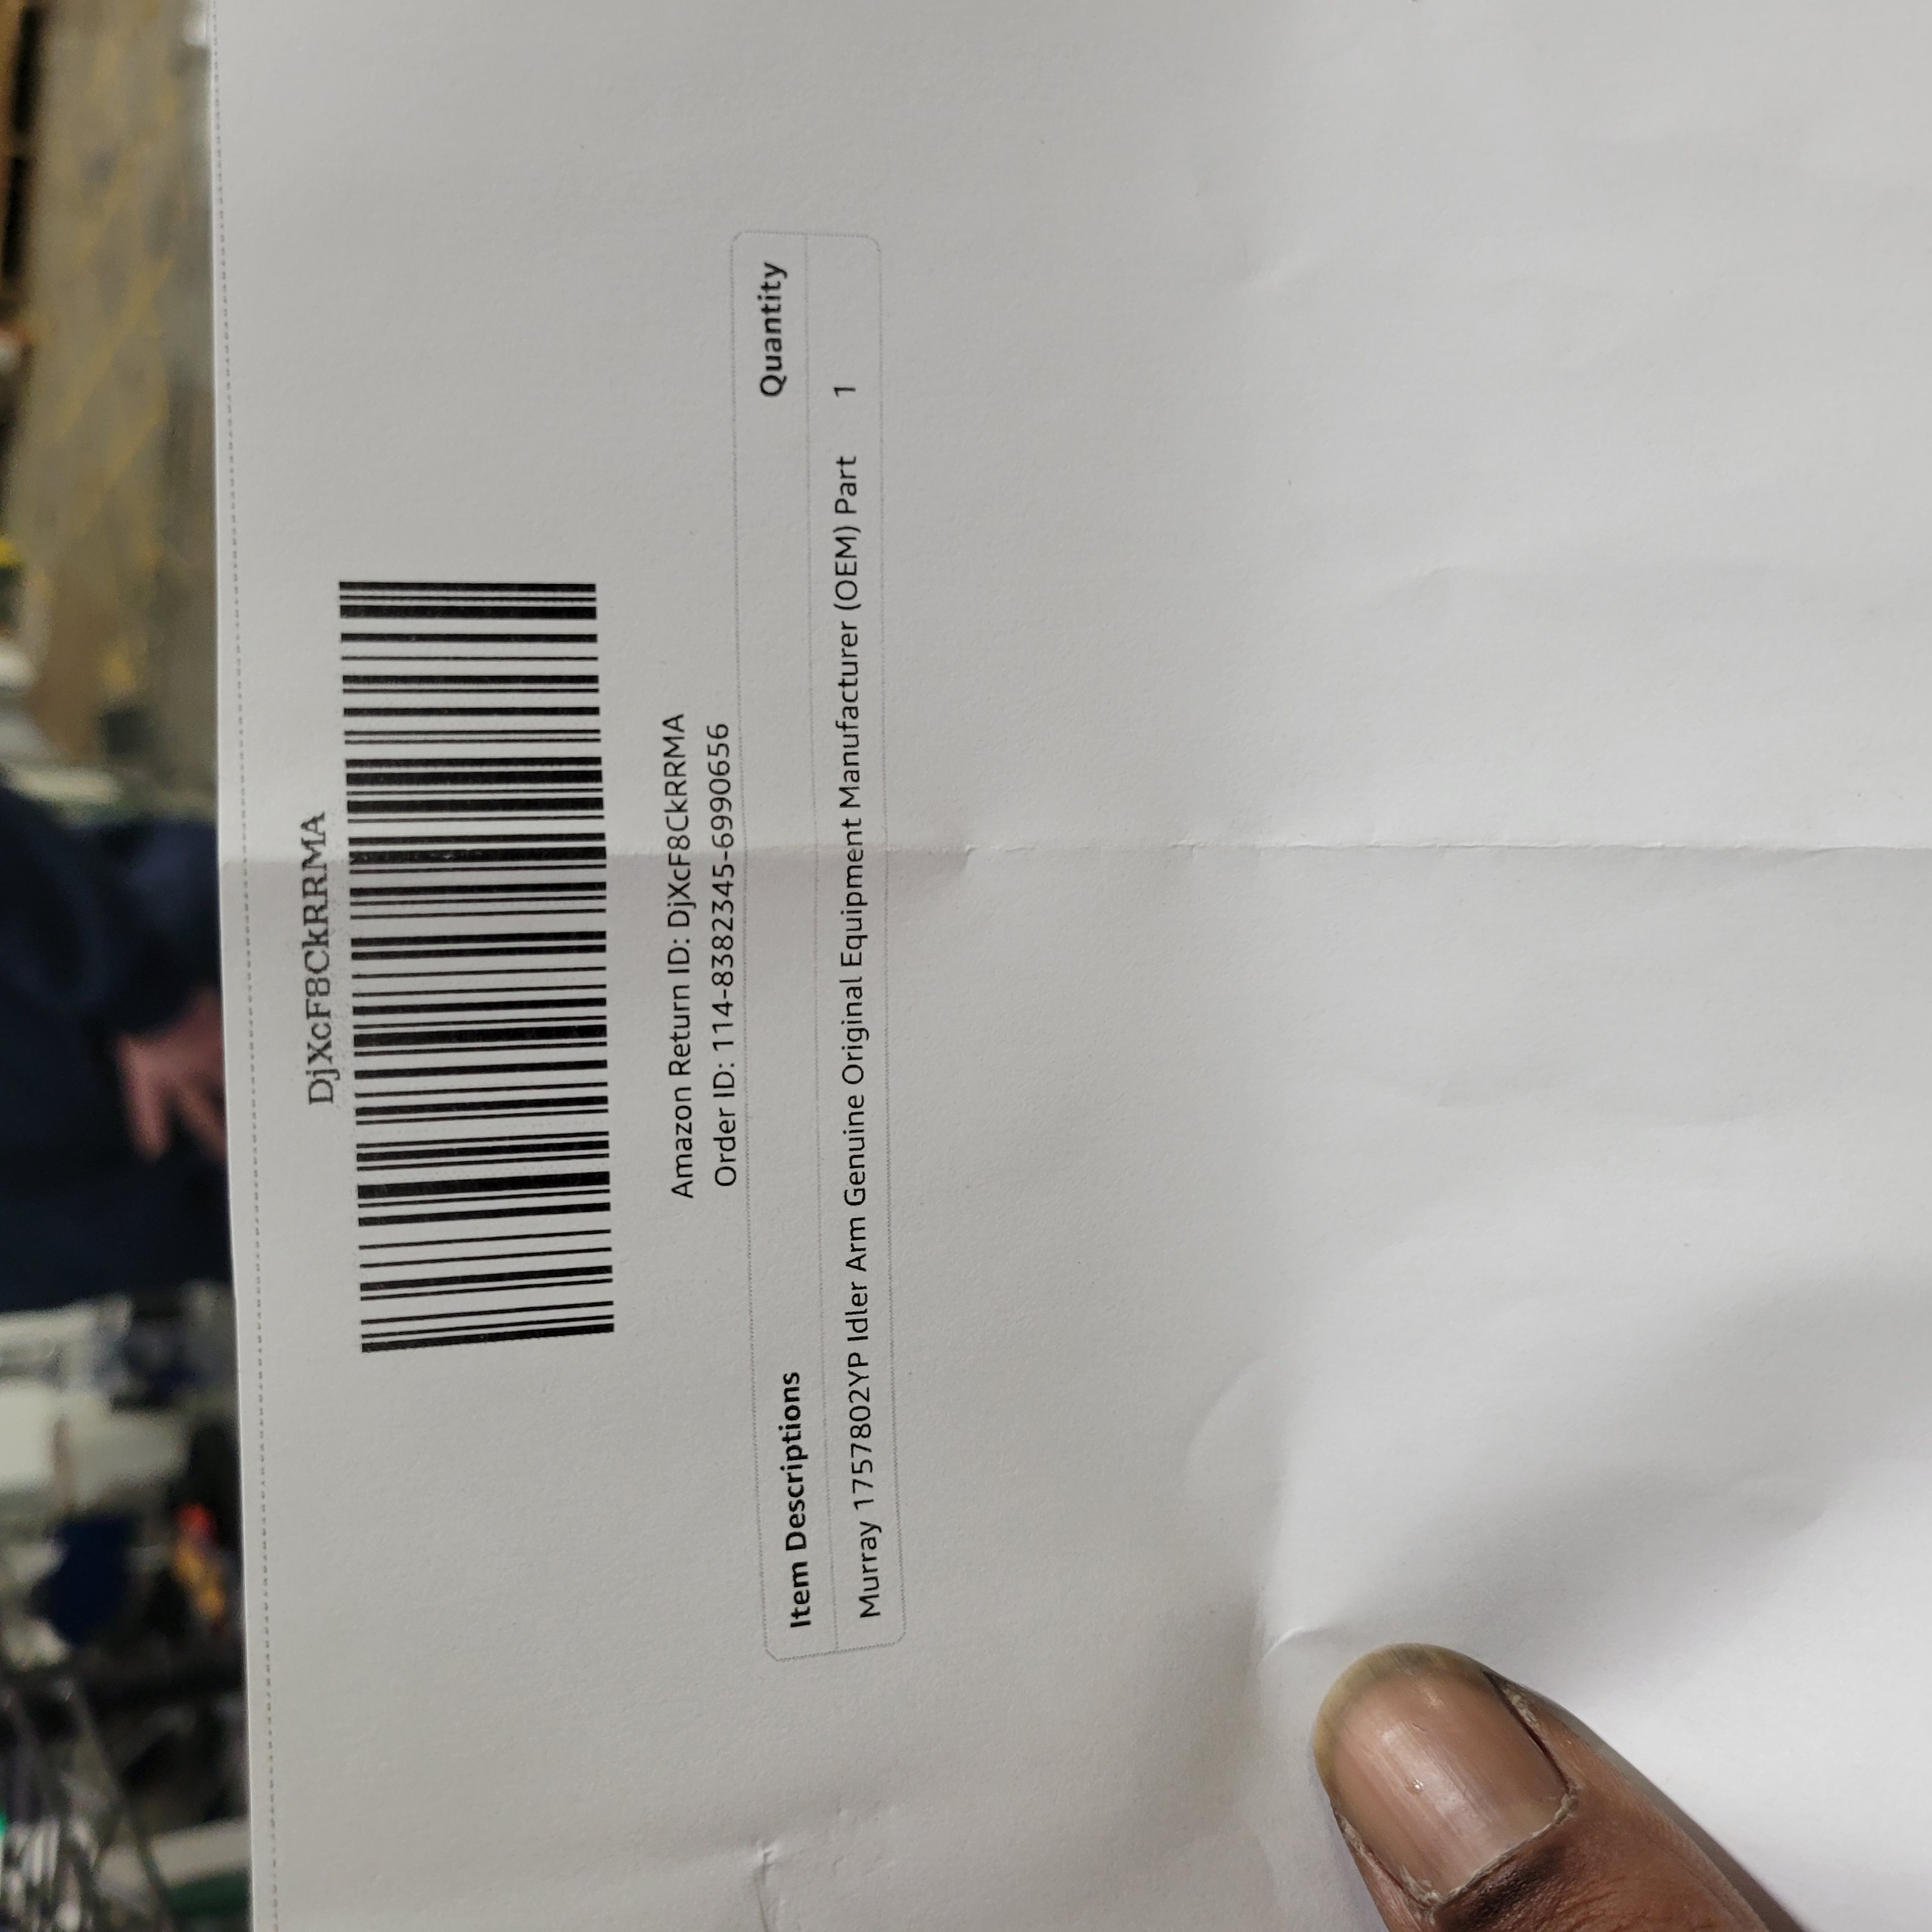 DjXcF8CkRRMA
Amazon Return ID: DjXcF8CkRRMA
Order ID: 114-8382345-6990656
Item Descriptions Quantity
Murray 1757802YP Idler Arm Genuine Original Equipment Manufacturer (OEM) Part 1